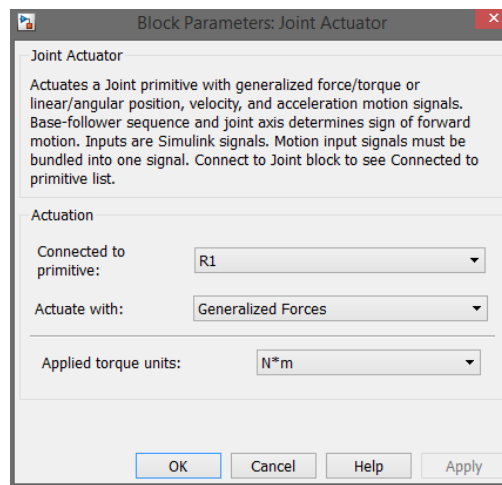 Block Parameters: Joint Actuator
Joint Actuator
Actuates a Joint primitive with generalized force/torque or
linear/angular position, velocity, and acceleration motion signals.
Base-follower sequence and joint axis determines sign of forward
motion. Inputs are Simulink signals. Motion input signals must be
bundled into one signal. Connect to Joint block to see Connected to
primitive list.
Actuation
Connected to
primitive:
R1
Actuate with:
Generalized Forces
Applied torque units:
N*m
OK Cancel Help Apply